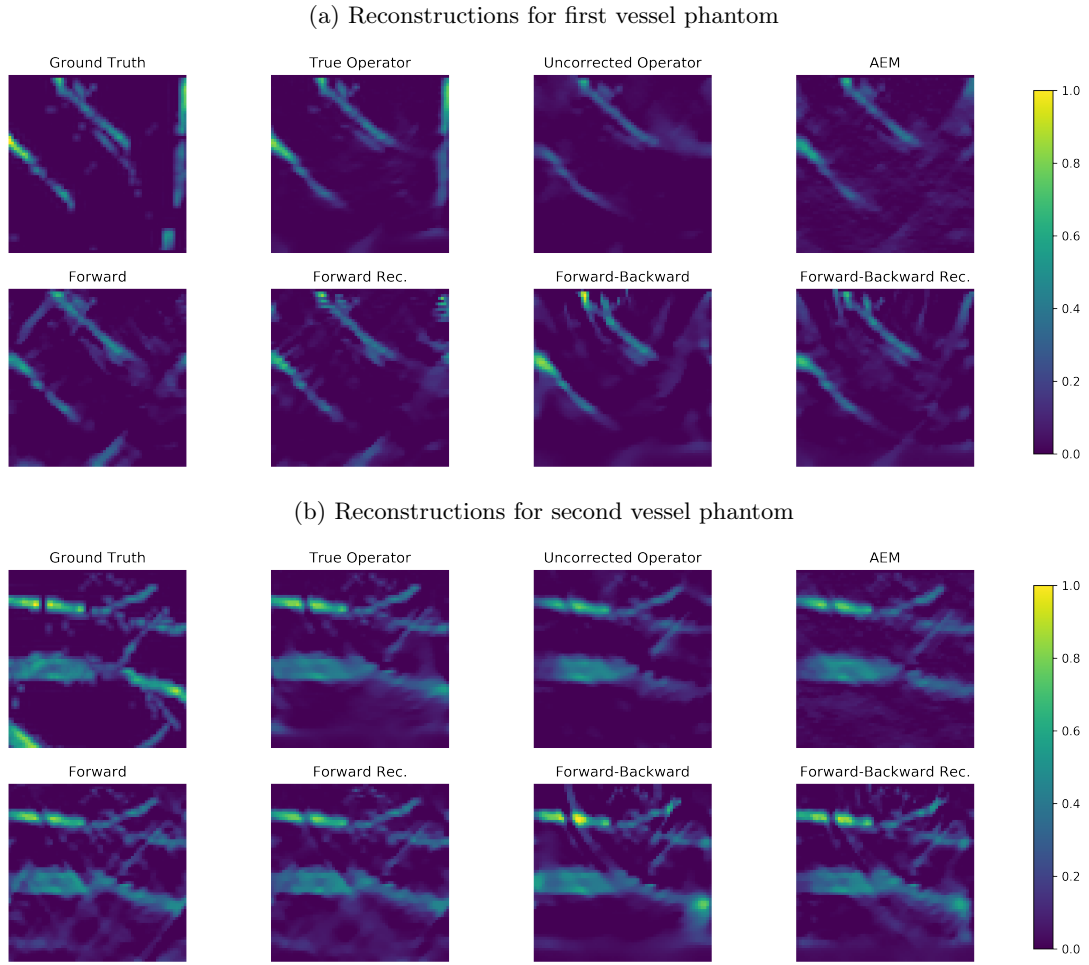 (a) Reconstructions for first vessel phantom
Ground Truth
True Operator
Uncorrected Operator
AEM
1.0
0.8
0.6
0.4
0.2
0.0
Forward
Forward Rec.
Forward-Backward
Forward-Backward Rec.
(b) Reconstructions for second vessel phantom
Ground Truth
True Operator
Uncorrected Operator
AEM
1.0
0.8
0.6
0.4
0.2
0.0
Forward
Forward Rec.
Forward-Backward
Forward-Backward Rec.